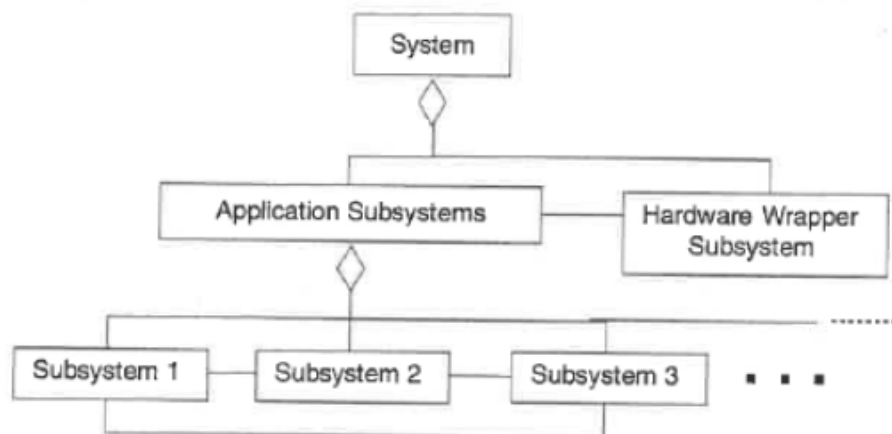 System
Application Subsystems
Hardware Wrapper
Subsystem
Subsystem 1
Subsystem 2
Subsystem 3